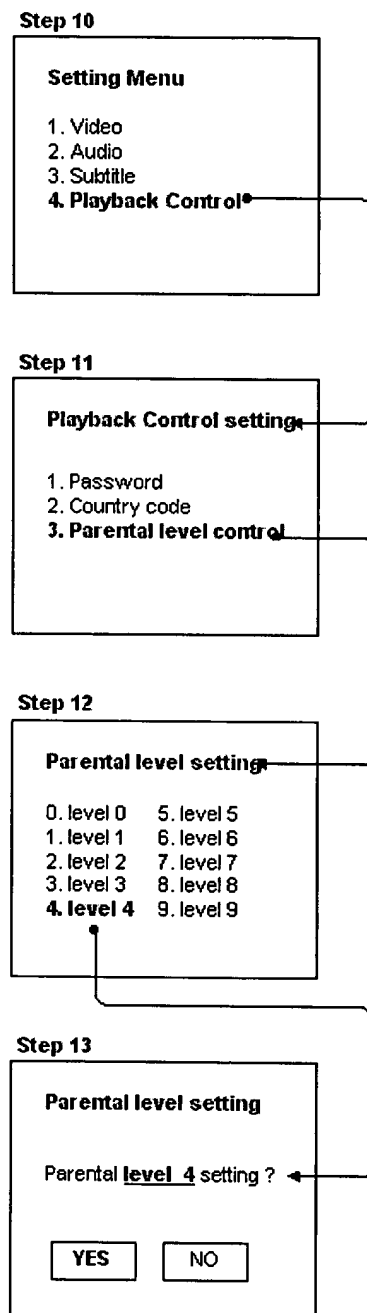 Step 10
Setting Menu
1. Video
2. Audio
3. Subtitle
4. Playback Control
Step 11
Playback Control setting
1. Password
2. Country code
3. Parental level control
Step 12
Parental level setting
0. level 0 5. level 5
1. level 1 6. level 6
2. level 2 7. level 7
3. level 3 8. level 8
4. level 4 9. level 9
Step 13
Parental level setting
Parental level 4 setting ?
YES NO